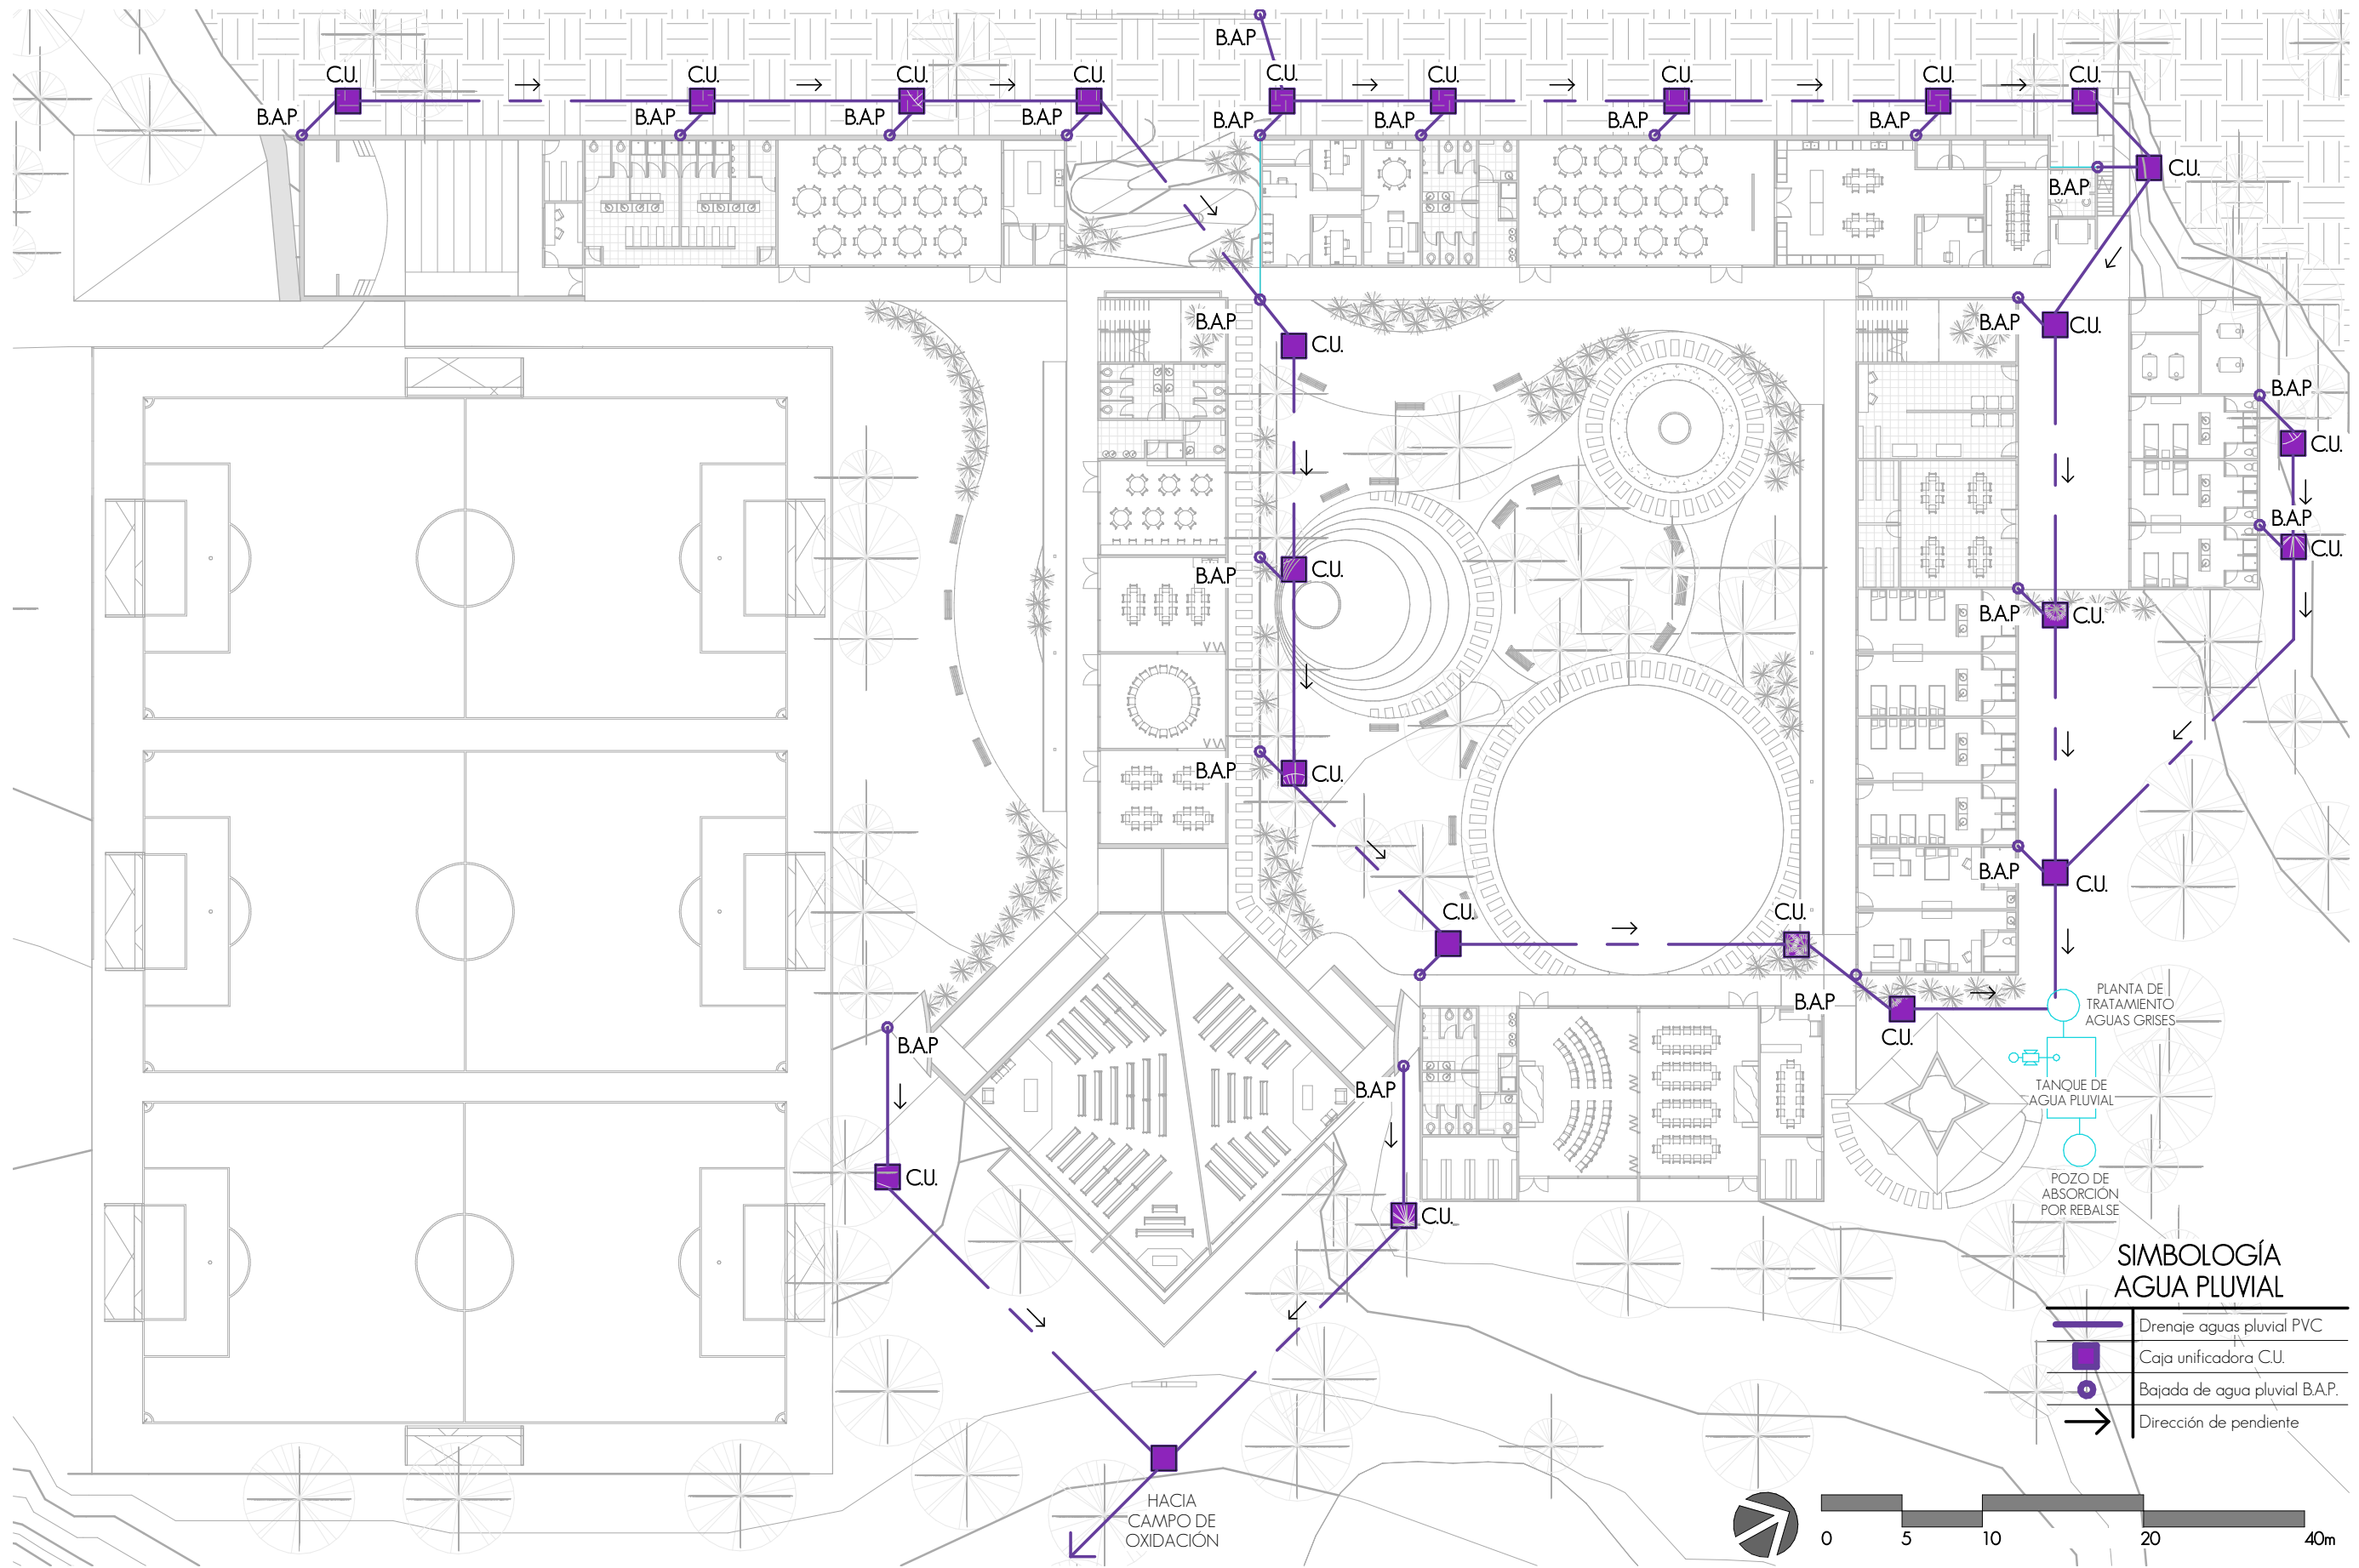 B.A.P
C.U.
C.U.
C.U.
C.U.
C.U.
C.U.
C.U.
C.U.
C.U.
B.A.P
B.A.P
B.A.P
B.A.P
B.A.P
B.A.P
B.A.P
B.A.P
C.U.
B.A.P
B.A.P
C.U.
B.A.P
C.U.
B.A.P
C.U.
B.A.P
C.U.
B.A.P
C.U.
B.A.P
C.U.
B.A.P
C.U.
B.A.P
C.U.
C.U.
C.U.
B.A.P
C.U.
PLANTA DE
TRATAMIENTO
AGUAS GRISES
B.A.P
B.A.P
TANQUE DE
AGUA PLUVIAL
C.U.
C.U.
POZO DE
ABSORCIÓN
POR REBALSE
SIMBOLOGÍA
AGUA PLUVIAL
Drenaje aguas pluvial PVC
Caja unificadora C.U.
Bajada de agua pluvial B.A.P.
Dirección de pendiente
HACIA
CAMPO DE
OXIDACIÓN
0 5 10 20 40m